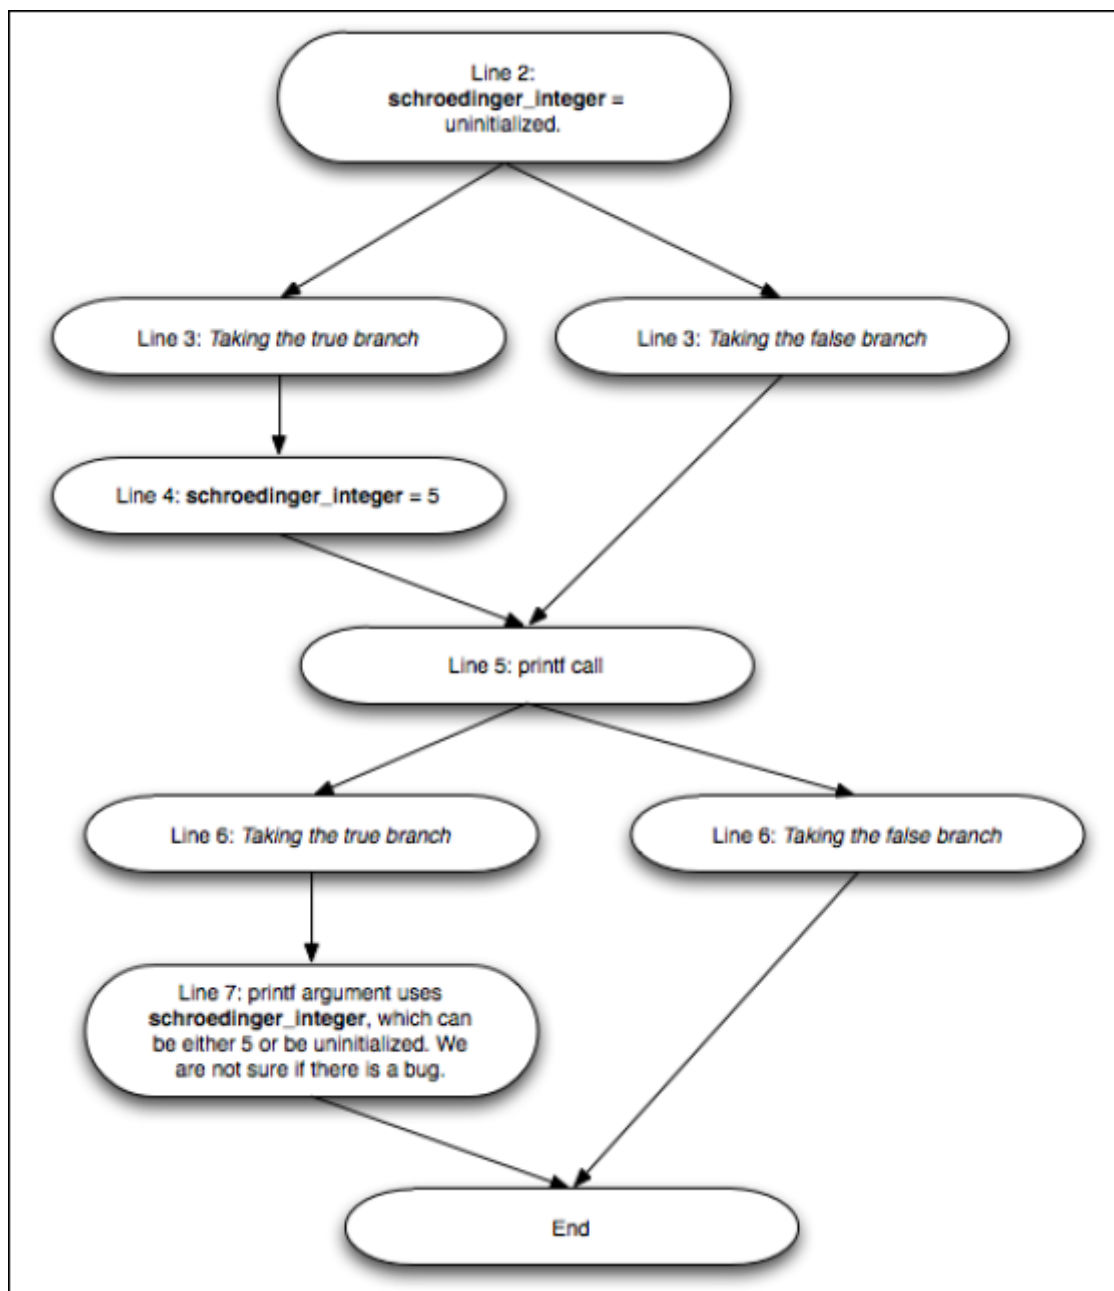 Line 2:
schroedinger_integer =
uninitialized.
Line 3: Taking the true branch
Line 3: Taking the false branch
Line 4: schroedinger_integer = 5
Line 5: printf call
Line 6: Taking the true branch
Line 6: Taking the false branch
Line 7: printf argument uses
schroedinger_integer, which can
be either 5 or be uninitialized. We
are not sure if there is a bug.
End